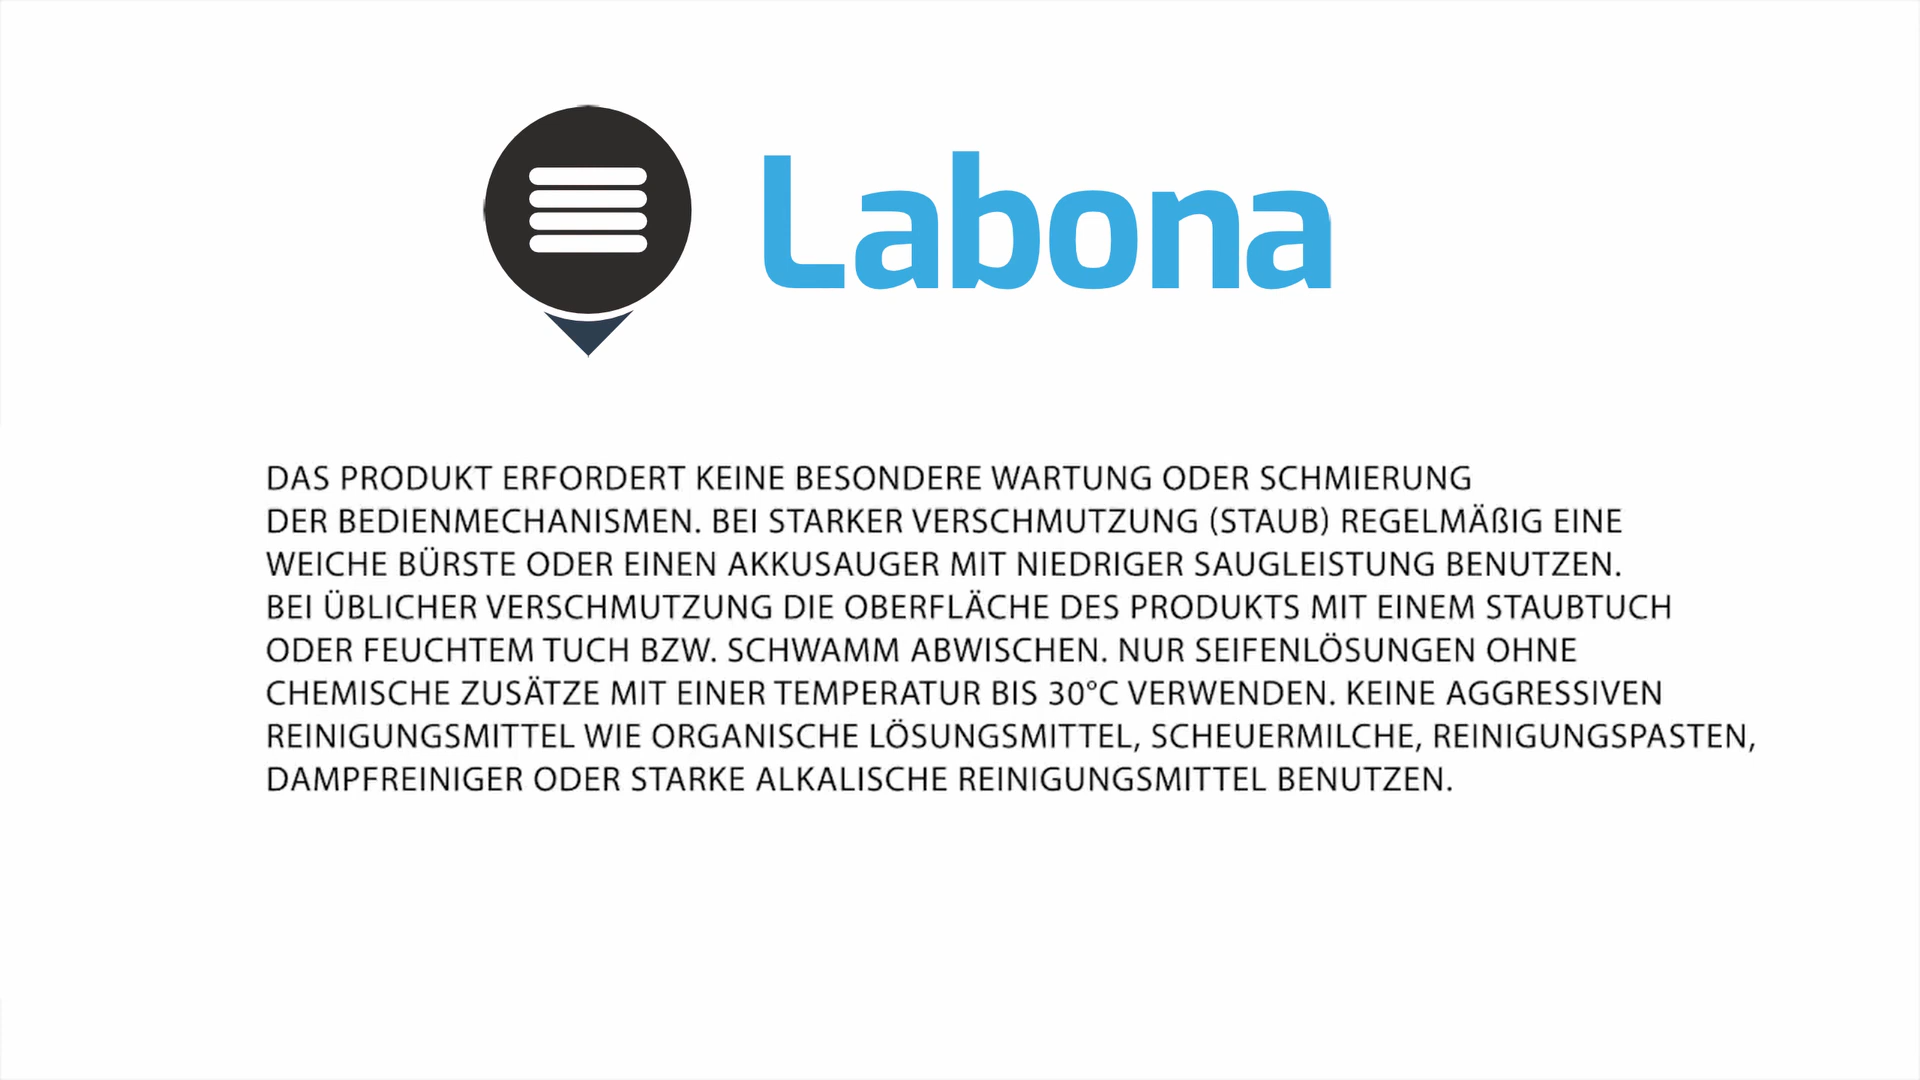 Labona
DAS PRODUKT ERFORDERT KEINE BESONDERE WARTUNG ODER SCHMIERUNG
DER BEDIENMECHANISMEN. BEI STARKER VERSCHMUTZUNG (STAUB) REGELMÄßIG EINE
WEICHE BÜRSTE ODER EINEN AKKUSAUGER MIT NIEDRIGER SAUGLEISTUNG BENUTZEN.
BEI ÜBLICHER VERSCHMUTZUNG DIE OBERFLÄCHE DES PRODUKTS MIT EINEM STAUBTUCH
ODER FEUCHTEM TUCH BZW. SCHWAMM ABWISCHEN. NUR SEIFENLÖSUNGEN OHNE
CHEMISCHE ZUSÄTZE MIT EINER TEMPERATUR BIS 30°C VERWENDEN. KEINE AGGRESSIVEN
REINIGUNGSMITTEL WIE ORGANISCHE LÖSUNGSMITTEL, SCHEUERMILCHE, REINIGUNGSPASTEN,
DAMPFREINIGER ODER STARKE ALKALISCHE REINIGUNGSMITTEL BENUTZEN.